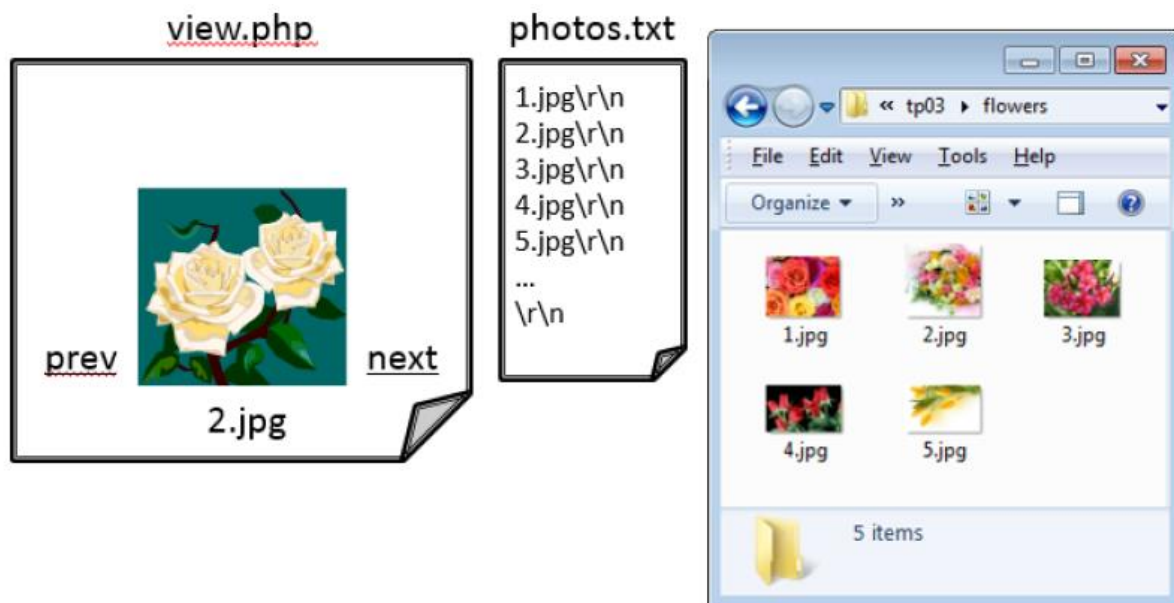 view.php
prev
next
2.jpg
photos.txt
1.jpg\r\n
2.jpg\r\n
3.jpg\r\n
4.jpg\r\n
5.jpg\r\n
...
\r\n
« tp03 ▸ flowers
File Edit View Tools Help
Organize ▾ »
1.jpg 2.jpg 3.jpg
4.jpg 5.jpg
5 items